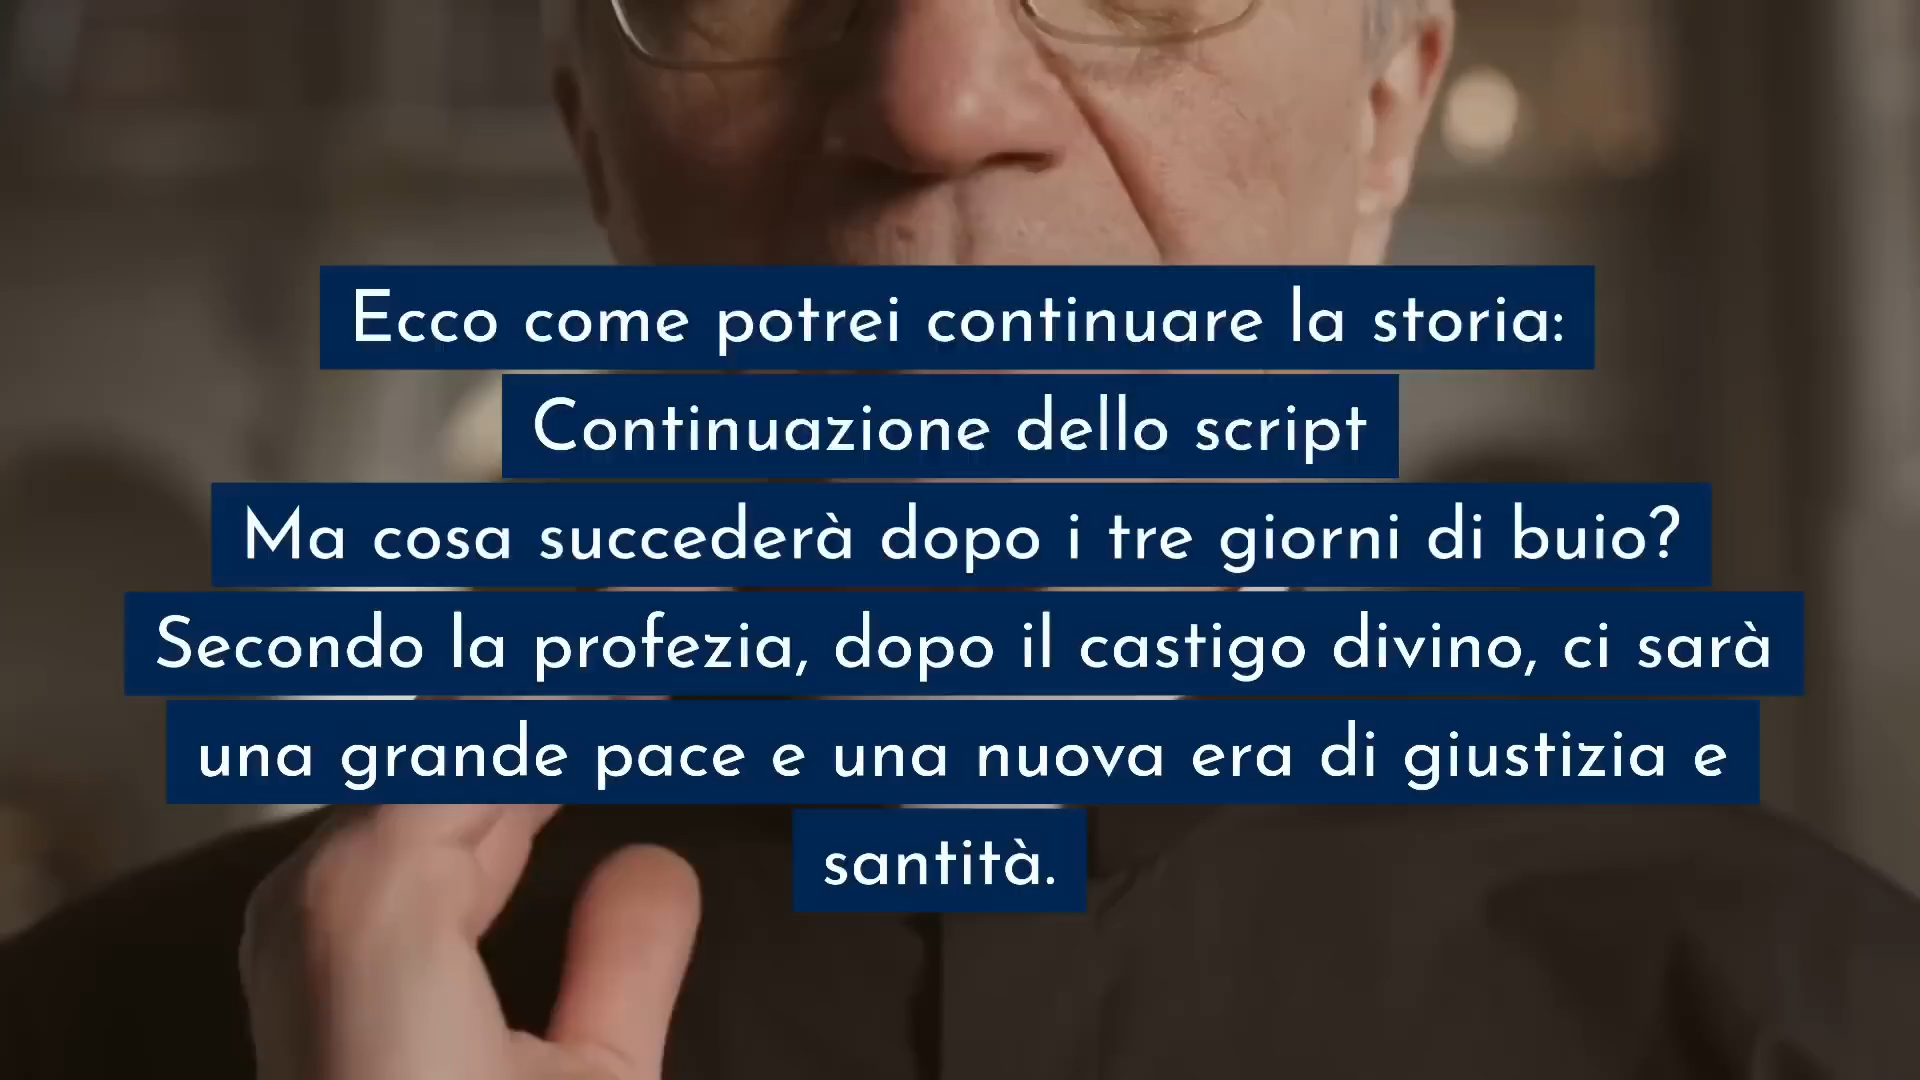 Ecco come potrei continuare la storia:
Continuazione dello script
Ma cosa succederà dopo i tre giorni di buio?
Secondo la profezia, dopo il castigo divino, ci sarà
una grande pace e una nuova era di giustizia e
santità.